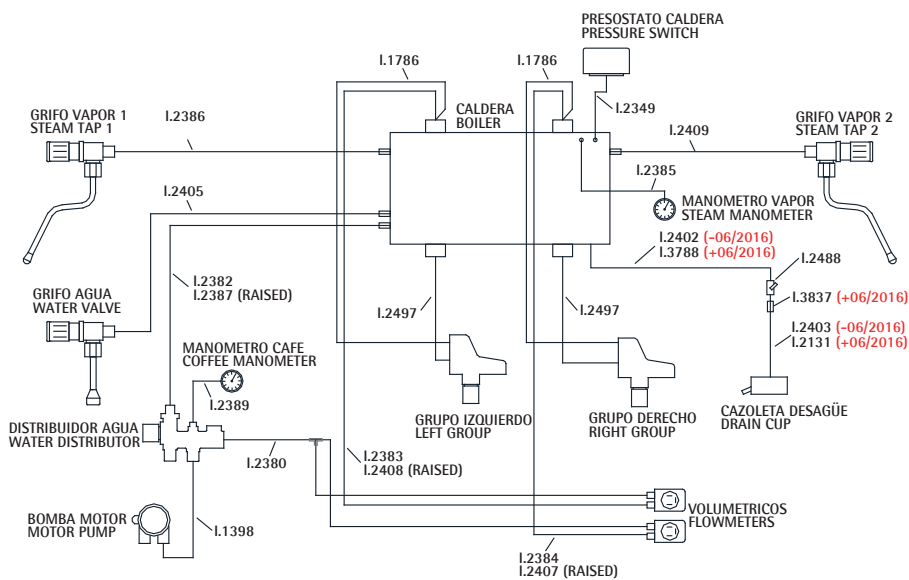 PRESOSTATO CALDERA
PRESSURE SWITCH
I.1786
I.1786
I.2349
CALDERA
BOILER
GRIFO VAPOR 1
STEAM TAP 1
I.2386
I.2409
GRIFO VAPOR 2
STEAM TAP 2
I.2385
I.2405
MANOMETRO VAPOR
STEAM MANOMETER
I.2402 (-06/2016)
I.3788 (+06/2016)
I.2488
I.2382
I.2387 (RAISED)
GRIFO AGUA
WATER VALVE
I.3837 (+06/2016)
I.2497
I.2497
I.2403 (-06/2016)
I.2131 (+06/2016)
MANOMETRO CAFE
COFFEE MANOMETER
I.2389
DISTRIBUIDOR AGUA
WATER DISTRIBUTOR
GRUPO IZQUIERDO
LEFT GROUP
GRUPO DERECHO
RIGHT GROUP
CAZOLETA DESAGÜE
DRAIN CUP
I.2380
I.2383
I.2408 (RAISED)
BOMBA MOTOR
MOTOR PUMP
I.1398
VOLUMETRICOS
FLOWMETERS
I.2384
I.2407 (RAISED)